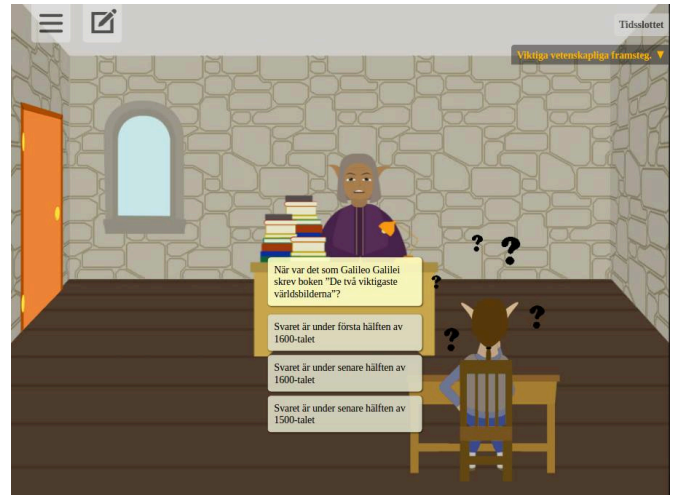 Tidsslottet
Viktiga vetenskapliga framsteg. ▼
När var det som Galileo Galilei
skrev boken "De två viktigaste
världsbilderna"?
Svaret är under första hälften av
1600-talet
Svaret är under senare hälften av
1600-talet
Svaret är under senare hälften av
1500-talet
?
?
?
?
?